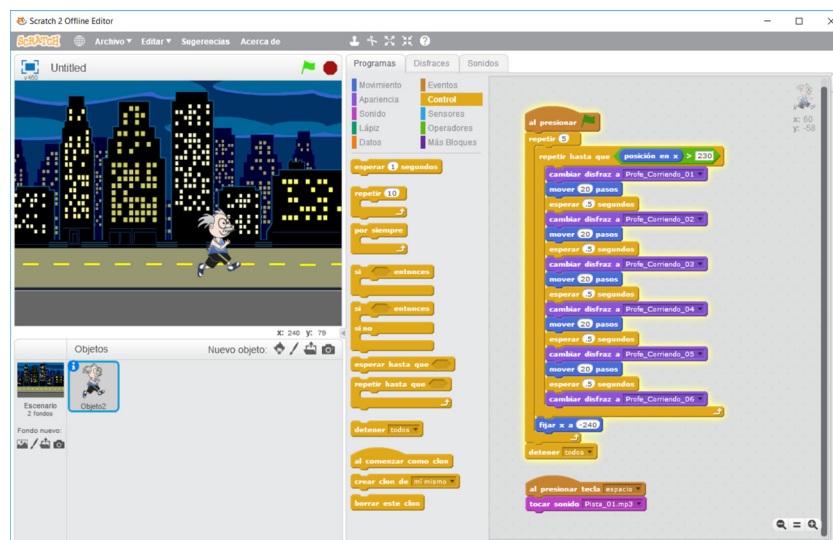 Scratch 2 Offline Editor
SCRATCH Archivo Editar Sugerencias Acerca de
Untitled
v460
X: 240 y: 79
Objetos
Nuevo objeto:
Escenario
2 fondos
Fondo nuevo:
Objeto2
Programas Disfraces Sonidos
Movimiento Eventos
Apariencia Control
Sonido Sensores
Lápiz Operadores
Datos Más Bloques
esperar 1 segundos
repetir 10
por siempre
si entonces
si entonces
si no
esperar hasta que
repetir hasta que
detener todos
al comenzar como clon
crear clon de mí mismo
borrar este clon
x: 60
y: -58
al presionar
repetir 5
repetir hasta que posición en x > 230
cambiar disfraz a Profe_Corriendo_01
mover 20 pasos
esperar .5 segundos
cambiar disfraz a Profe_Corriendo_02
mover 20 pasos
esperar .5 segundos
cambiar disfraz a Profe_Corriendo_03
mover 20 pasos
esperar .5 segundos
cambiar disfraz a Profe_Corriendo_04
mover 20 pasos
esperar .5 segundos
cambiar disfraz a Profe_Corriendo_05
mover 20 pasos
esperar .5 segundos
cambiar disfraz a Profe_Corriendo_06
fijar x a -240
detener todos
al presionar tecla espacio
tocar sonido Pista_01.mp3